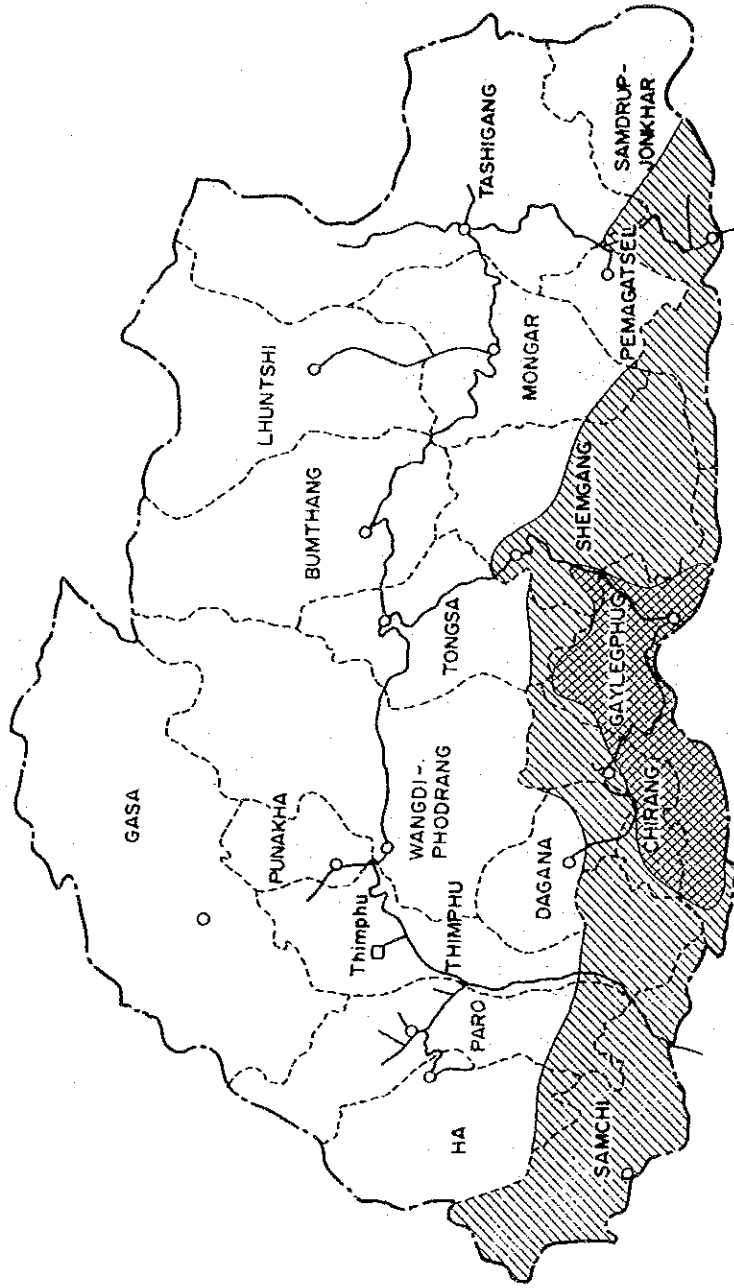 GASA
PUNAKHA
Thimphu
THIMPHU
WANGDI-
PHODRANG
PARO
HA
DAGANA
SAMCHI
CHIRANG
GAYLEGPHUG
TONGSA
BUMTHANG
LHUNTSHI
SHEMGANG
MONGAR
TASHIGANG
PEMAGATSEL
SAMDRUP-
JONKHAR